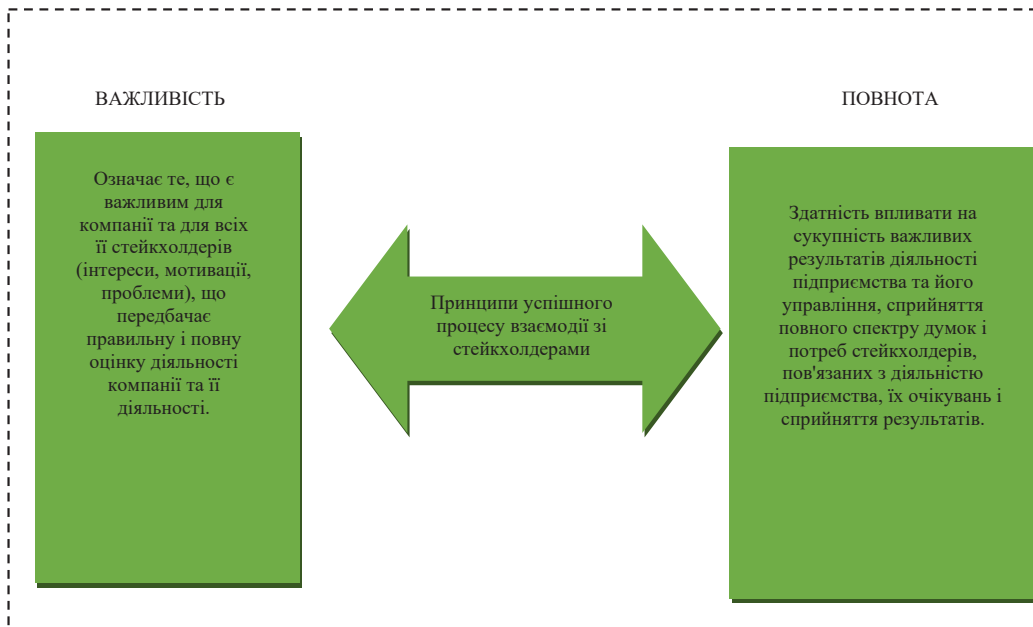 ВАЖЛИВІСТЬ
Означає те, що є
важливим для
компанії та для всіх
її стейкхолдерів
(інтереси, мотивації,
проблеми), що
передбачає
правильну і повну
оцінку діяльності
компанії та її
діяльності.
Принципи успішного
процесу взаємодії зі
стейкхолдерами
ПОВНОТА
Здатність впливати на
сукупність важливих
результатів діяльності
підприємства та його
управління, сприйняття
повного спектру думок і
потреб стейкхолдерів,
пов'язаних з діяльністю
підприємства, їх очікувань і
сприйняття результатів.